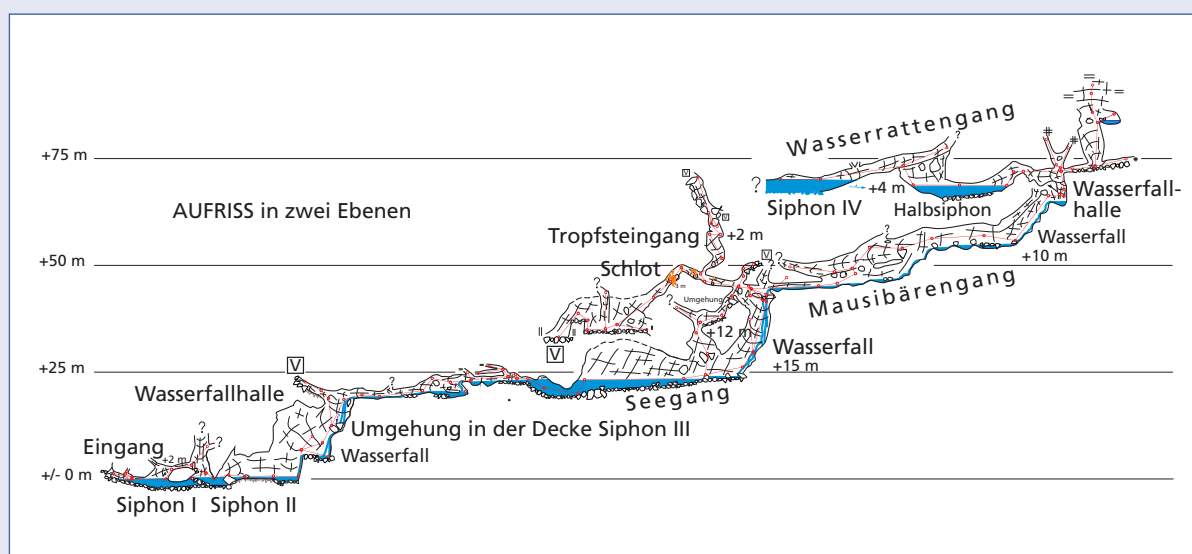 +75 m
+50 m
+25 m
+/- 0 m
AUFRISS in zwei Ebenen
Wasserrattengang
?
?
Siphon IV
+4 m
Halbsiphon
Wasserfall-
halle
Wasserfall
+10 m
?
Mausibärengang
V
V
+2 m
Tropfsteingang
Schlot
V
?
Umgehung
?
?
+12 m
V
Wasserfall
+15 m
Seegang
V
Wasserfallhalle
?
Umgehung in der Decke Siphon III
Wasserfall
Eingang
+2 m
?
?
Siphon I
Siphon II